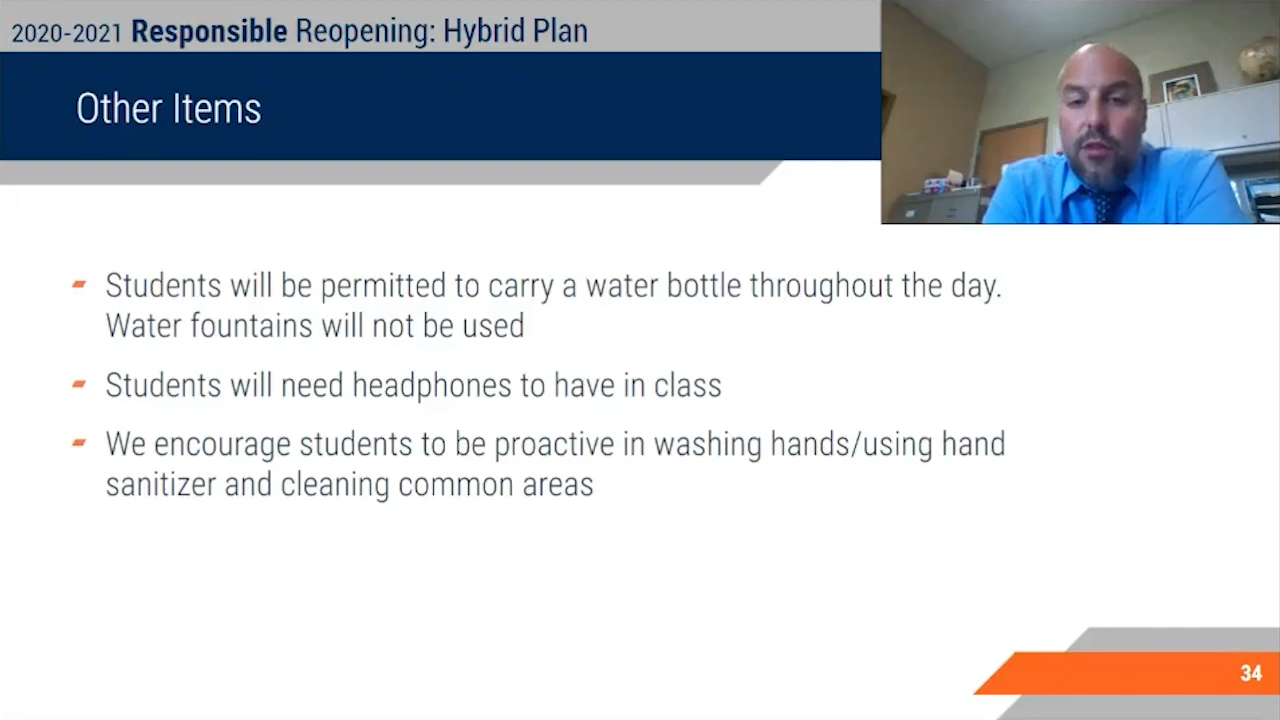 2020-2021 Responsible Reopening: Hybrid Plan
Other Items
Students will be permitted to carry a water bottle throughout the day.
Water fountains will not be used
Students will need headphones to have in class
We encourage students to be proactive in washing hands/using hand
sanitizer and cleaning common areas
34